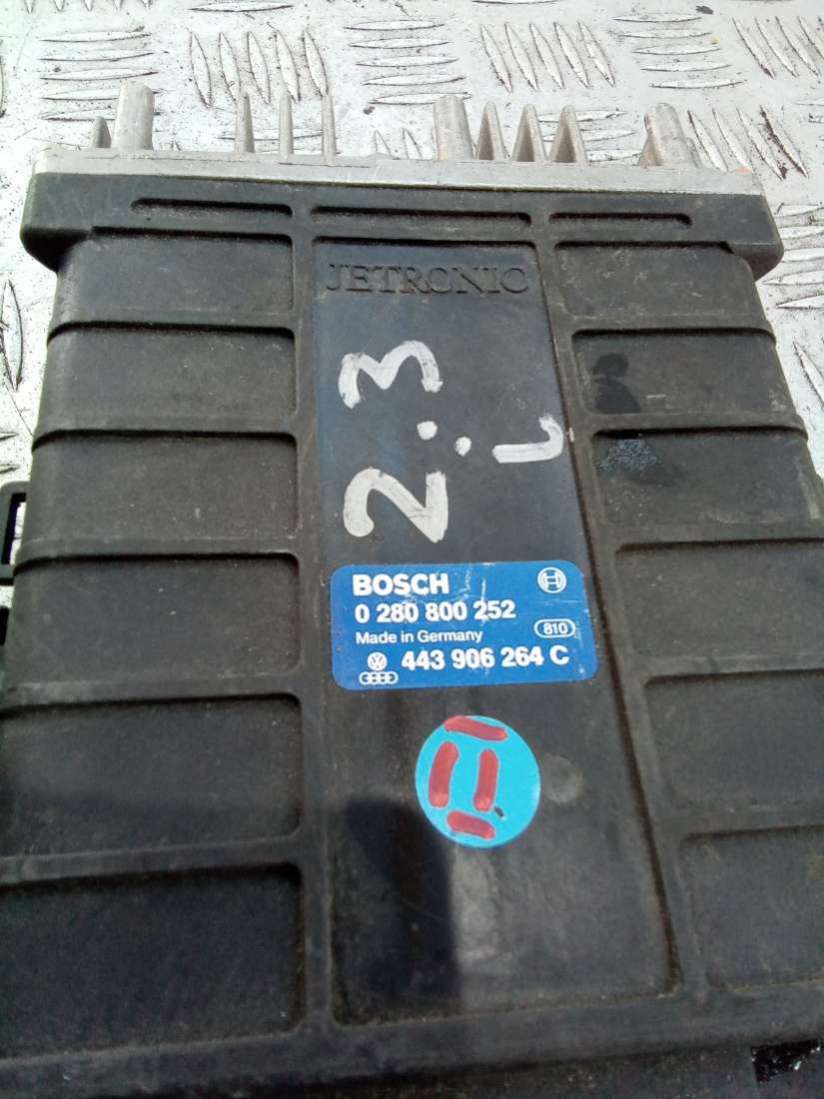 JETRONIC
2.3 L
BOSCH
0 280 800 252
Made in Germany 810
443 906 264 C